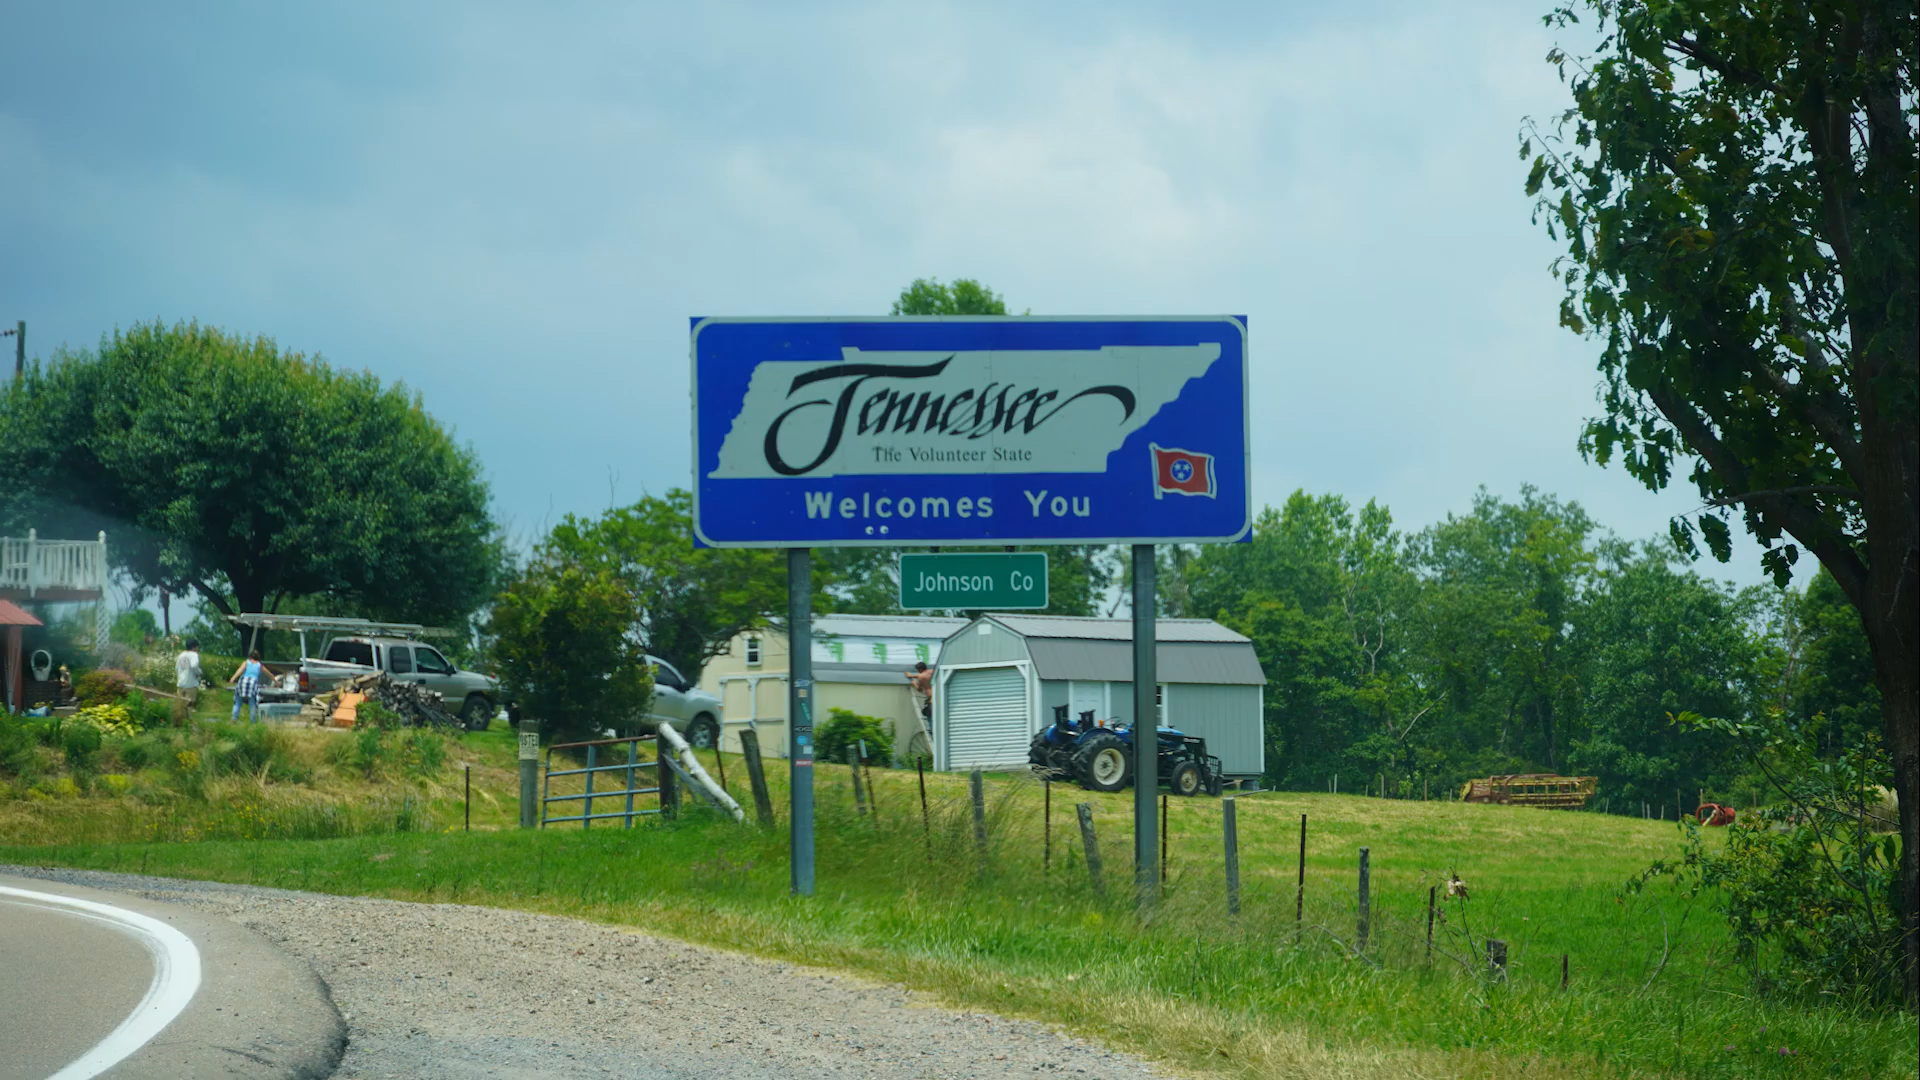 Tennessee
The Volunteer State
Welcomes You
Johnson Co